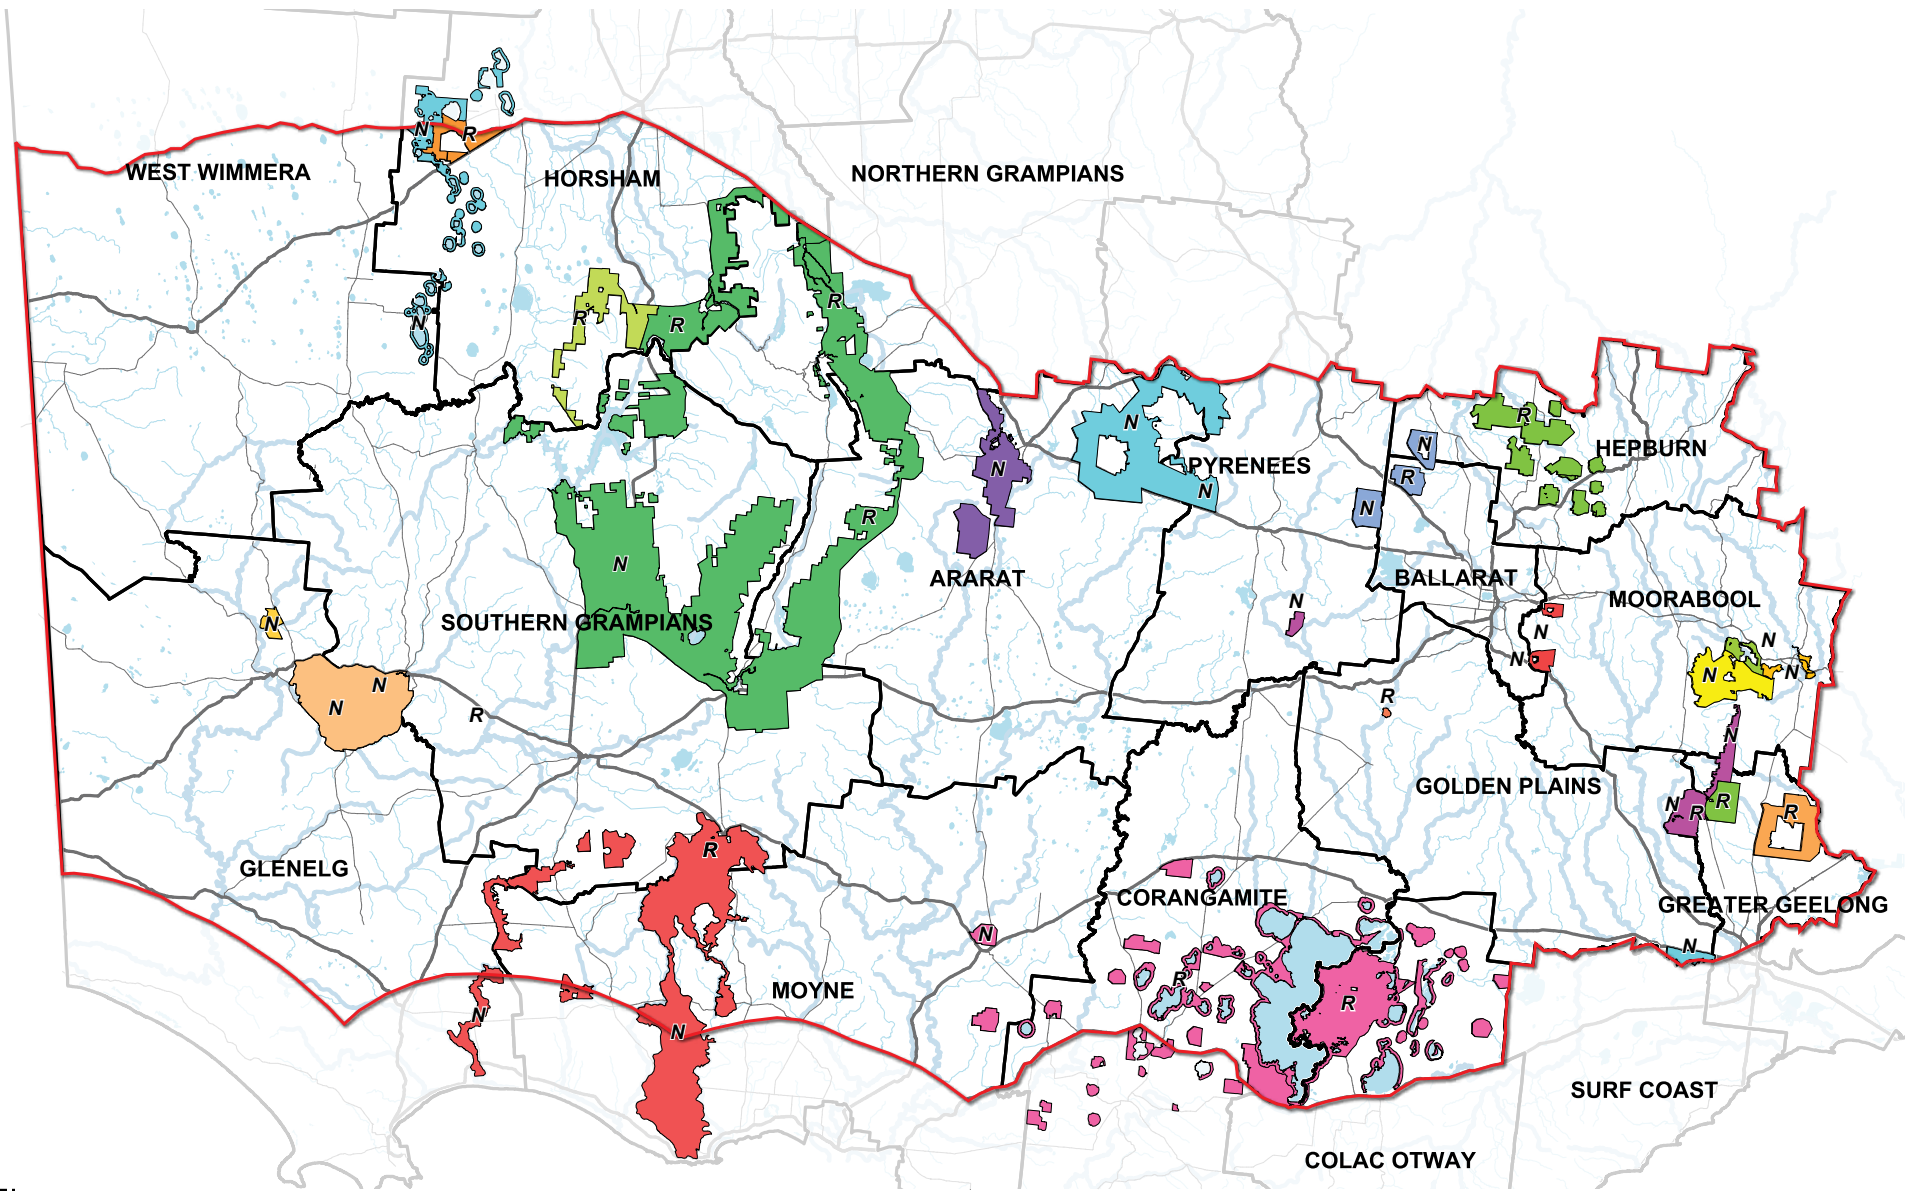 N
R
WEST WIMMERA
HORSHAM
NORTHERN GRAMPIANS
R
N
R
R
N
R
N
R
HEPBURN
N
PYRENEES
N
N
R
N
R
N
ARARAT
BALLARAT
MOORABOOL
N
N
SOUTHERN GRAMPIANS
N
N
N
N
N
N
N
R
N
R
N
GOLDEN PLAINS
N
R
R
R
R
GLENELG
CORANGAMITE
GREATER GEELONG
N
N
R
MOYNE
R
N
N
SURF COAST
COLAC OTWAY